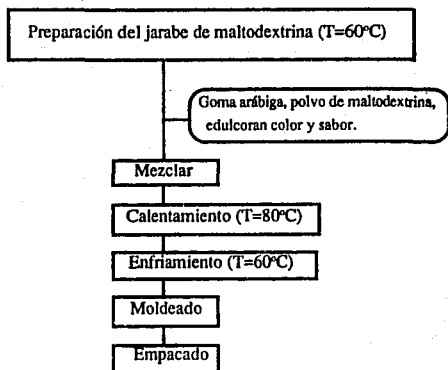 Preparación del jarabe de maltodextrina (T=60ºC)
Goma arábiga, polvo de maltodextrina,
edulcoran color y sabor.
Mezclar
Calentamiento (T=80ºC)
Enfriamiento (T=60ºC)
Moldeado
Empacado